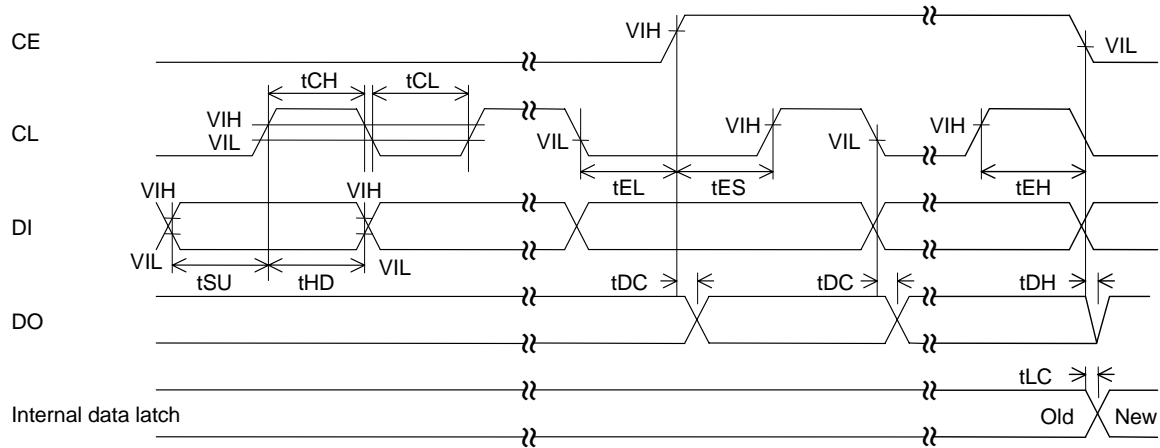 CE
VIH
VIL
tCH
tCL
CL
VIH
VIL
VIL
VIH
VIL
VIH
tEL
tES
tEH
VIH
VIH
DI
VIL
VIL
tSU
tHD
tDC
tDC
tDH
DO
tLC
Internal data latch
Old
New